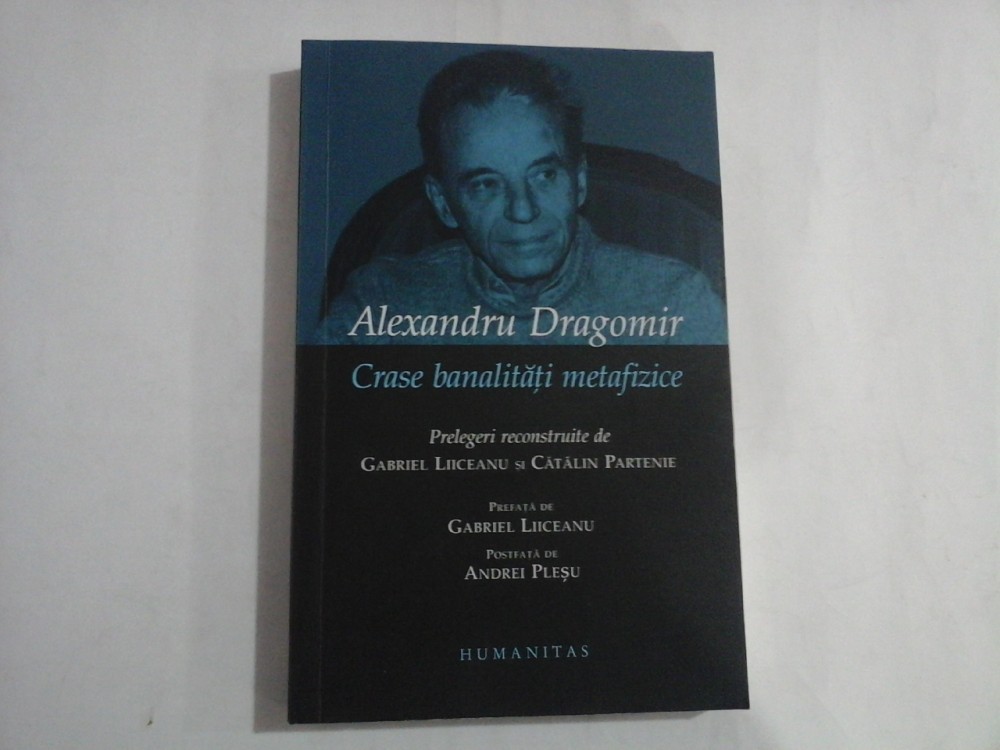 Alexandru Dragomir
Crase banalități metafizice
Prelegeri reconstruite de
GABRIEL LIICEANU ȘI CĂTĂLIN PARTENIE
PREFAȚĂ DE
GABRIEL LIICEANU
POSTFAȚĂ DE
ANDREI PLEȘU
HUMANITAS